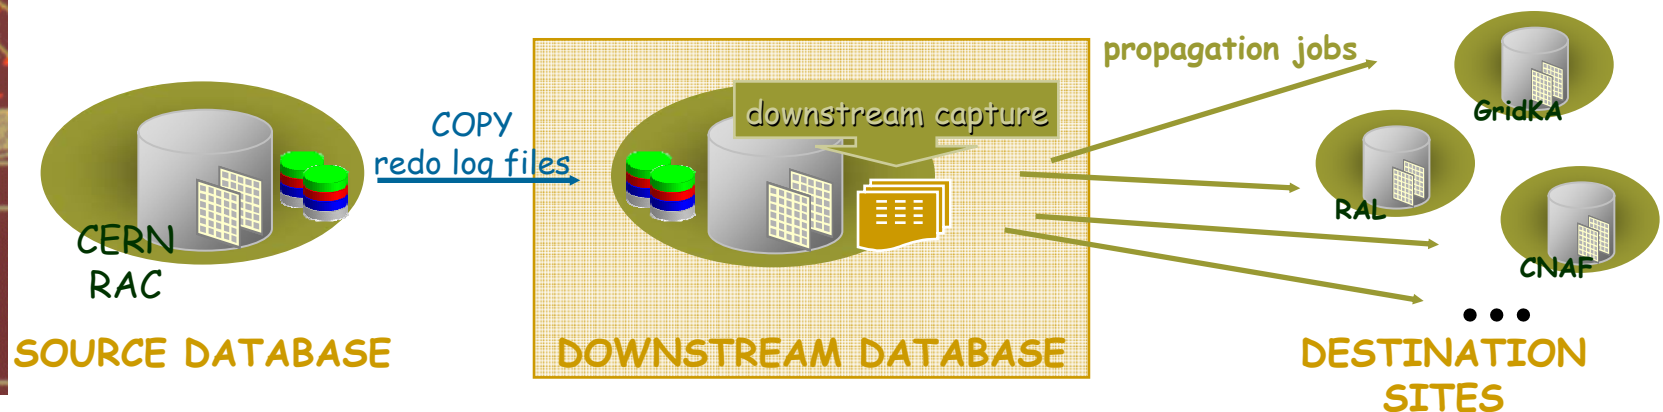 CERN
RAC
SOURCE DATABASE
COPY
redo log files
downstream capture
DOWNSTREAM DATABASE
propagation jobs
GridKA
RAL
CNAF
...
DESTINATION
SITES